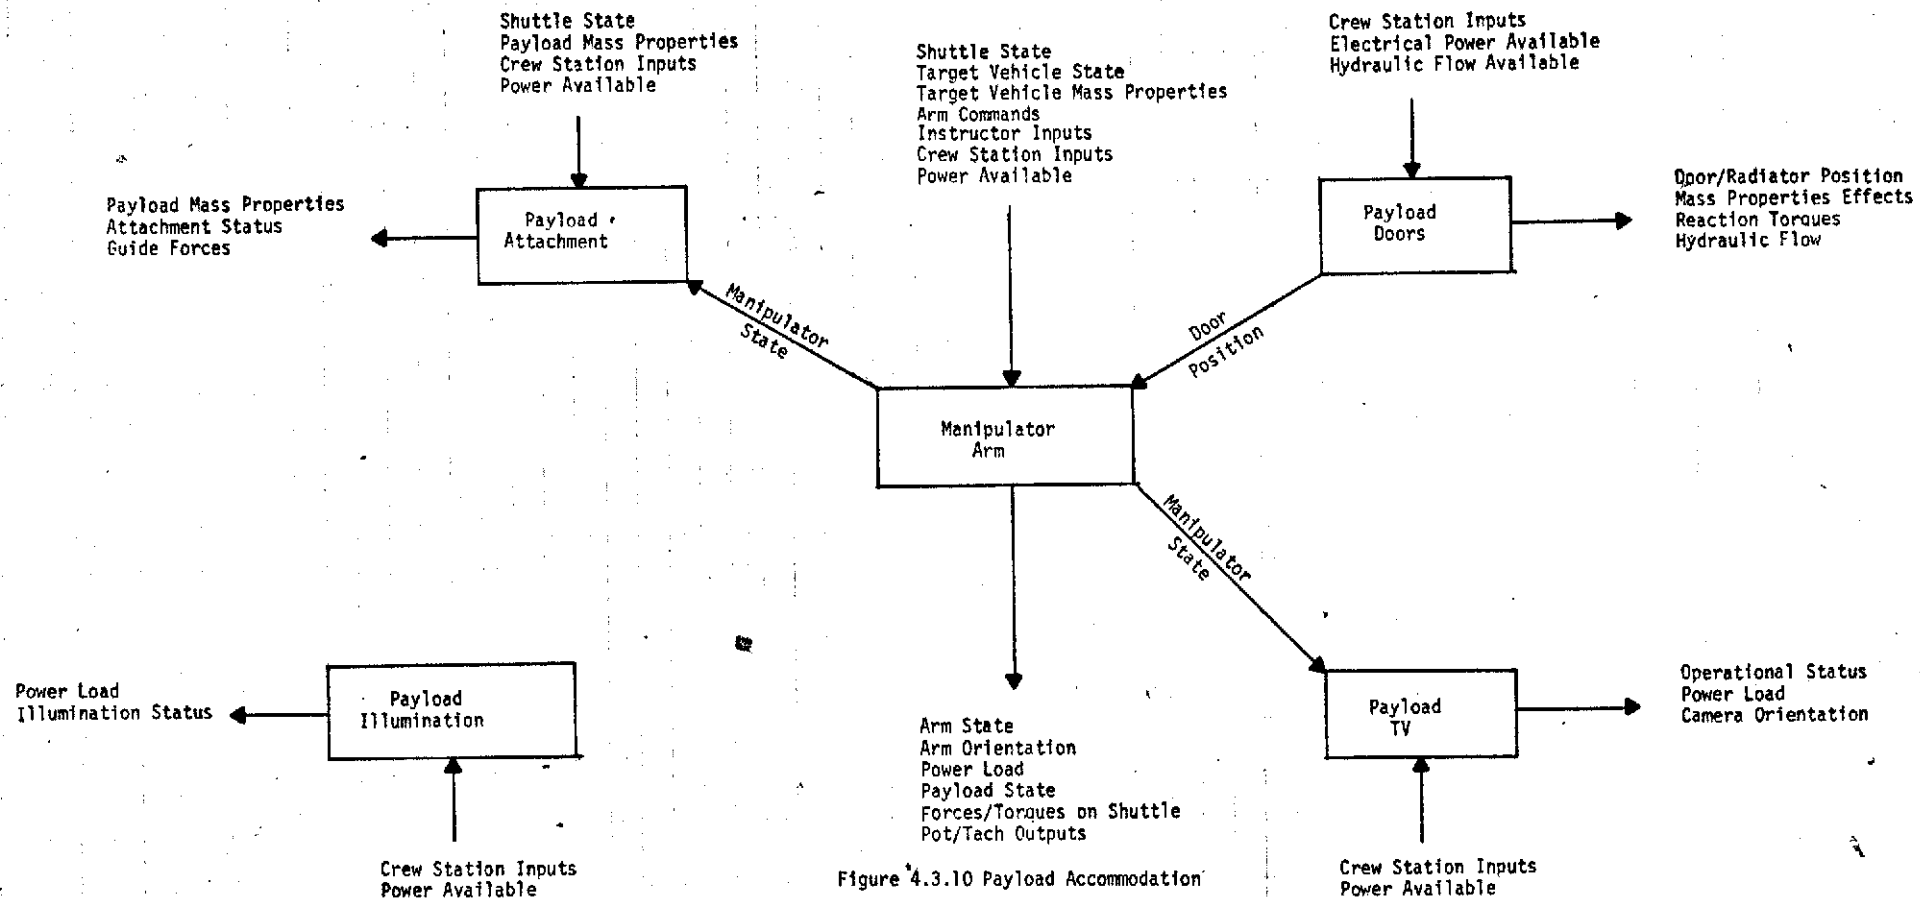 Shuttle State
Payload Mass Properties
Crew Station Inputs
Power Available
Shuttle State
Target Vehicle State
Target Vehicle Mass Properties
Arm Commands
Instructor Inputs
Crew Station Inputs
Power Available
Crew Station Inputs
Electrical Power Available
Hydraulic Flow Available
Payload Mass Properties
Attachment Status
Guide Forces
Payload
Attachment
Payload
Doors
Door/Radiator Position
Mass Properties Effects
Reaction Torques
Hydraulic Flow
Manipulator
State
Door
Position
Manipulator
Arm
Manipulator
State
Power Load
Illumination Status
Payload
Illumination
Crew Station Inputs
Power Available
Arm State
Arm Orientation
Power Load
Payload State
Forces/Torques on Shuttle
Pot/Tach Outputs
Payload
TV
Operational Status
Power Load
Camera Orientation
Crew Station Inputs
Power Available
Figure 4.3.10 Payload Accommodation